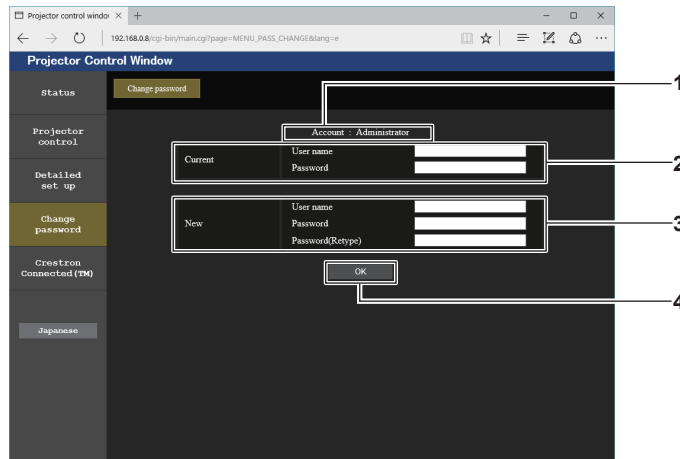 Projector control windov
192.168.0.8/cgi-bin/main.cgi?page=MENU_PASS_CHANGE&lang=e
Projector Control Window
Status
Change password
1
Account : Administrator
Projector
control
Current
User name
Password
2
Detailed
set up
Change
password
New
User name
Password
Password(Retype)
3
OK
Crestron
Connected(TM)
4
Japanese